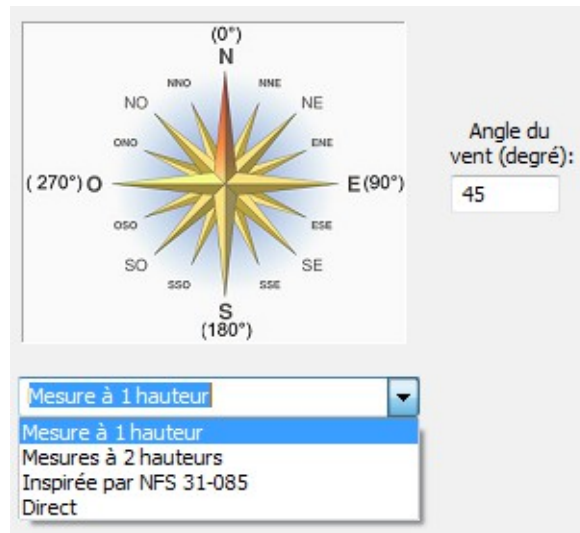 (0°)
N
NNO
NNE
NO
NE
ONO
ENE
( 270°) O
E (90°)
OSO
ESE
SO
SE
SSO
SSE
S
(180°)
Angle du
vent (degré):
45
Mesure à 1 hauteur
Mesure à 1 hauteur
Mesures à 2 hauteurs
Inspirée par NFS 31-085
Direct